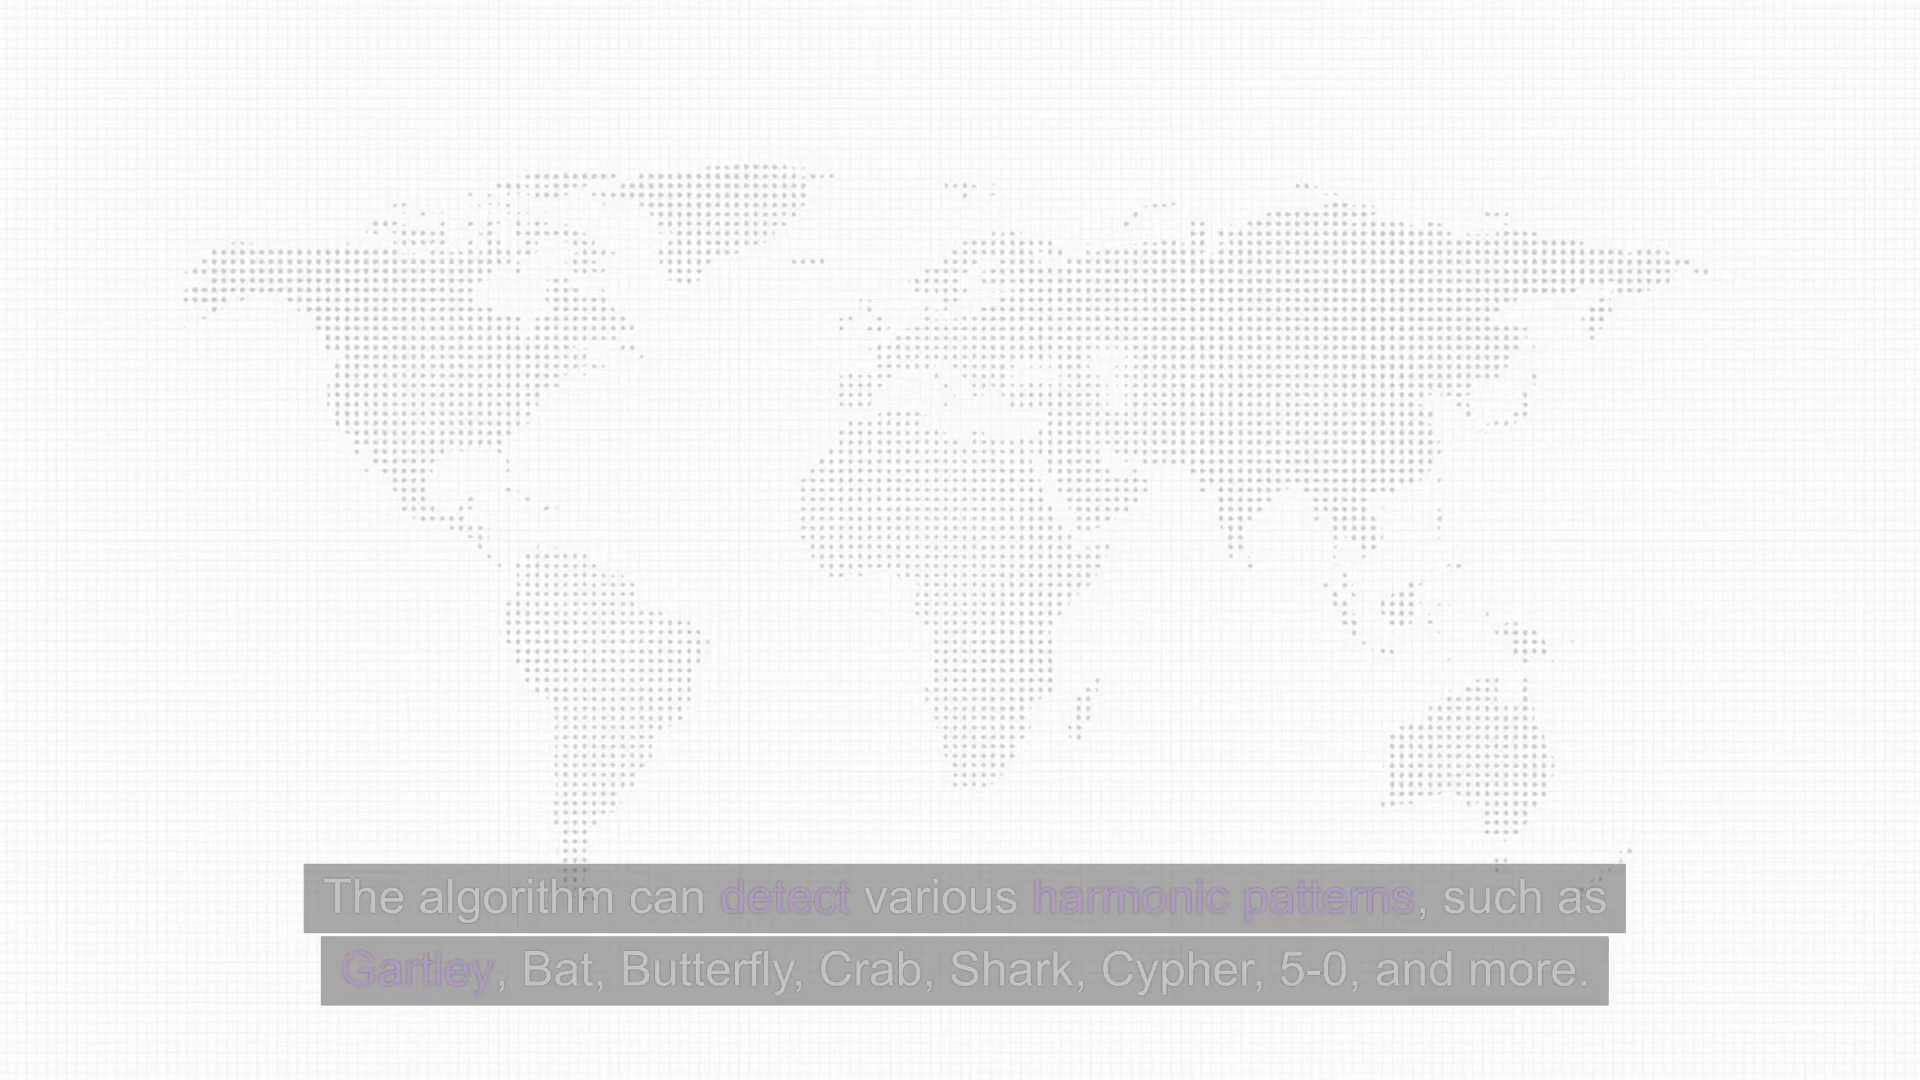 The algorithm can detect various harmonic patterns, such as
Gartley, Bat, Butterfly, Crab, Shark, Cypher, 5-0, and more.